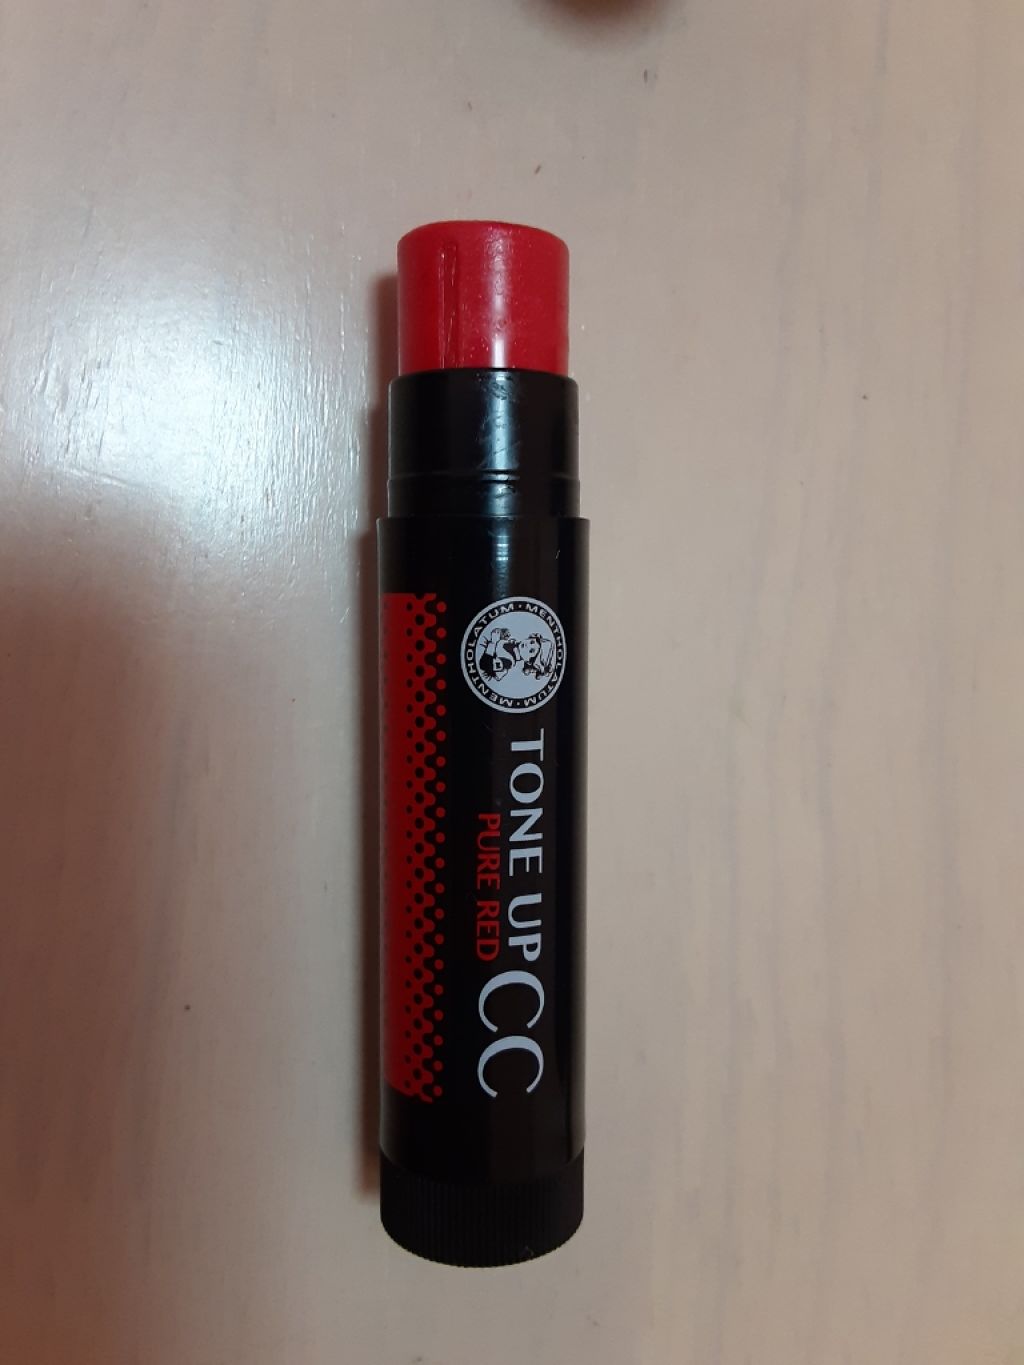 MENTHOLATUM · MENTHOLATUM ·
TONE UP CC
PURE RED